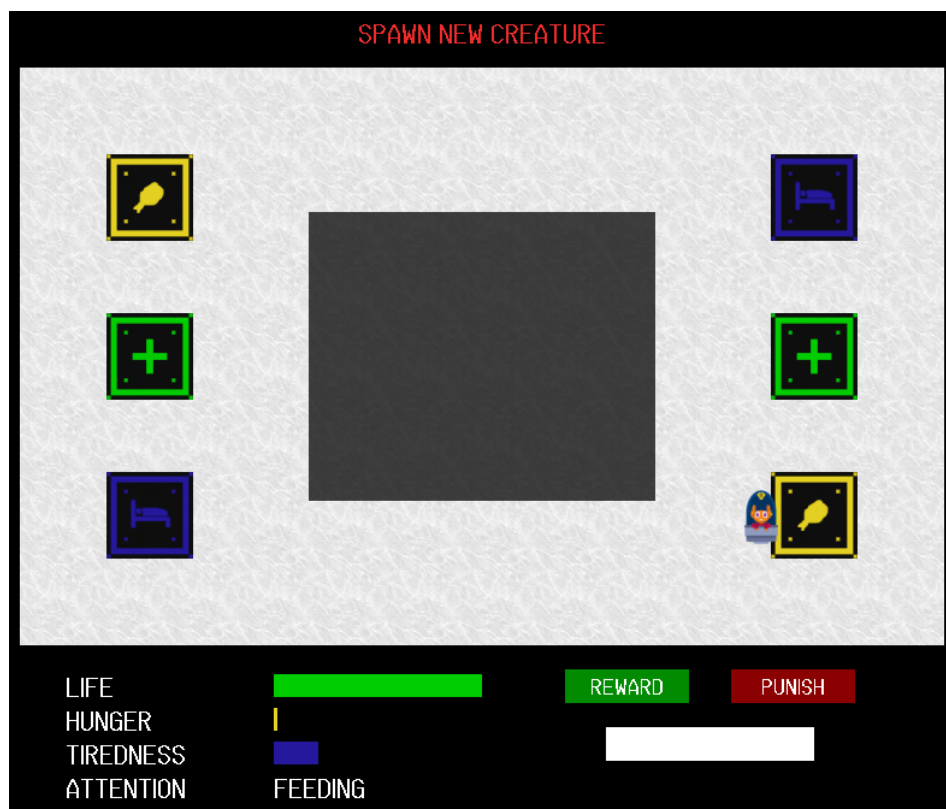 SPAWN NEW CREATURE
LIFE
HUNGER
TIREDNESS
ATTENTION FEEDING
REWARD PUNISH